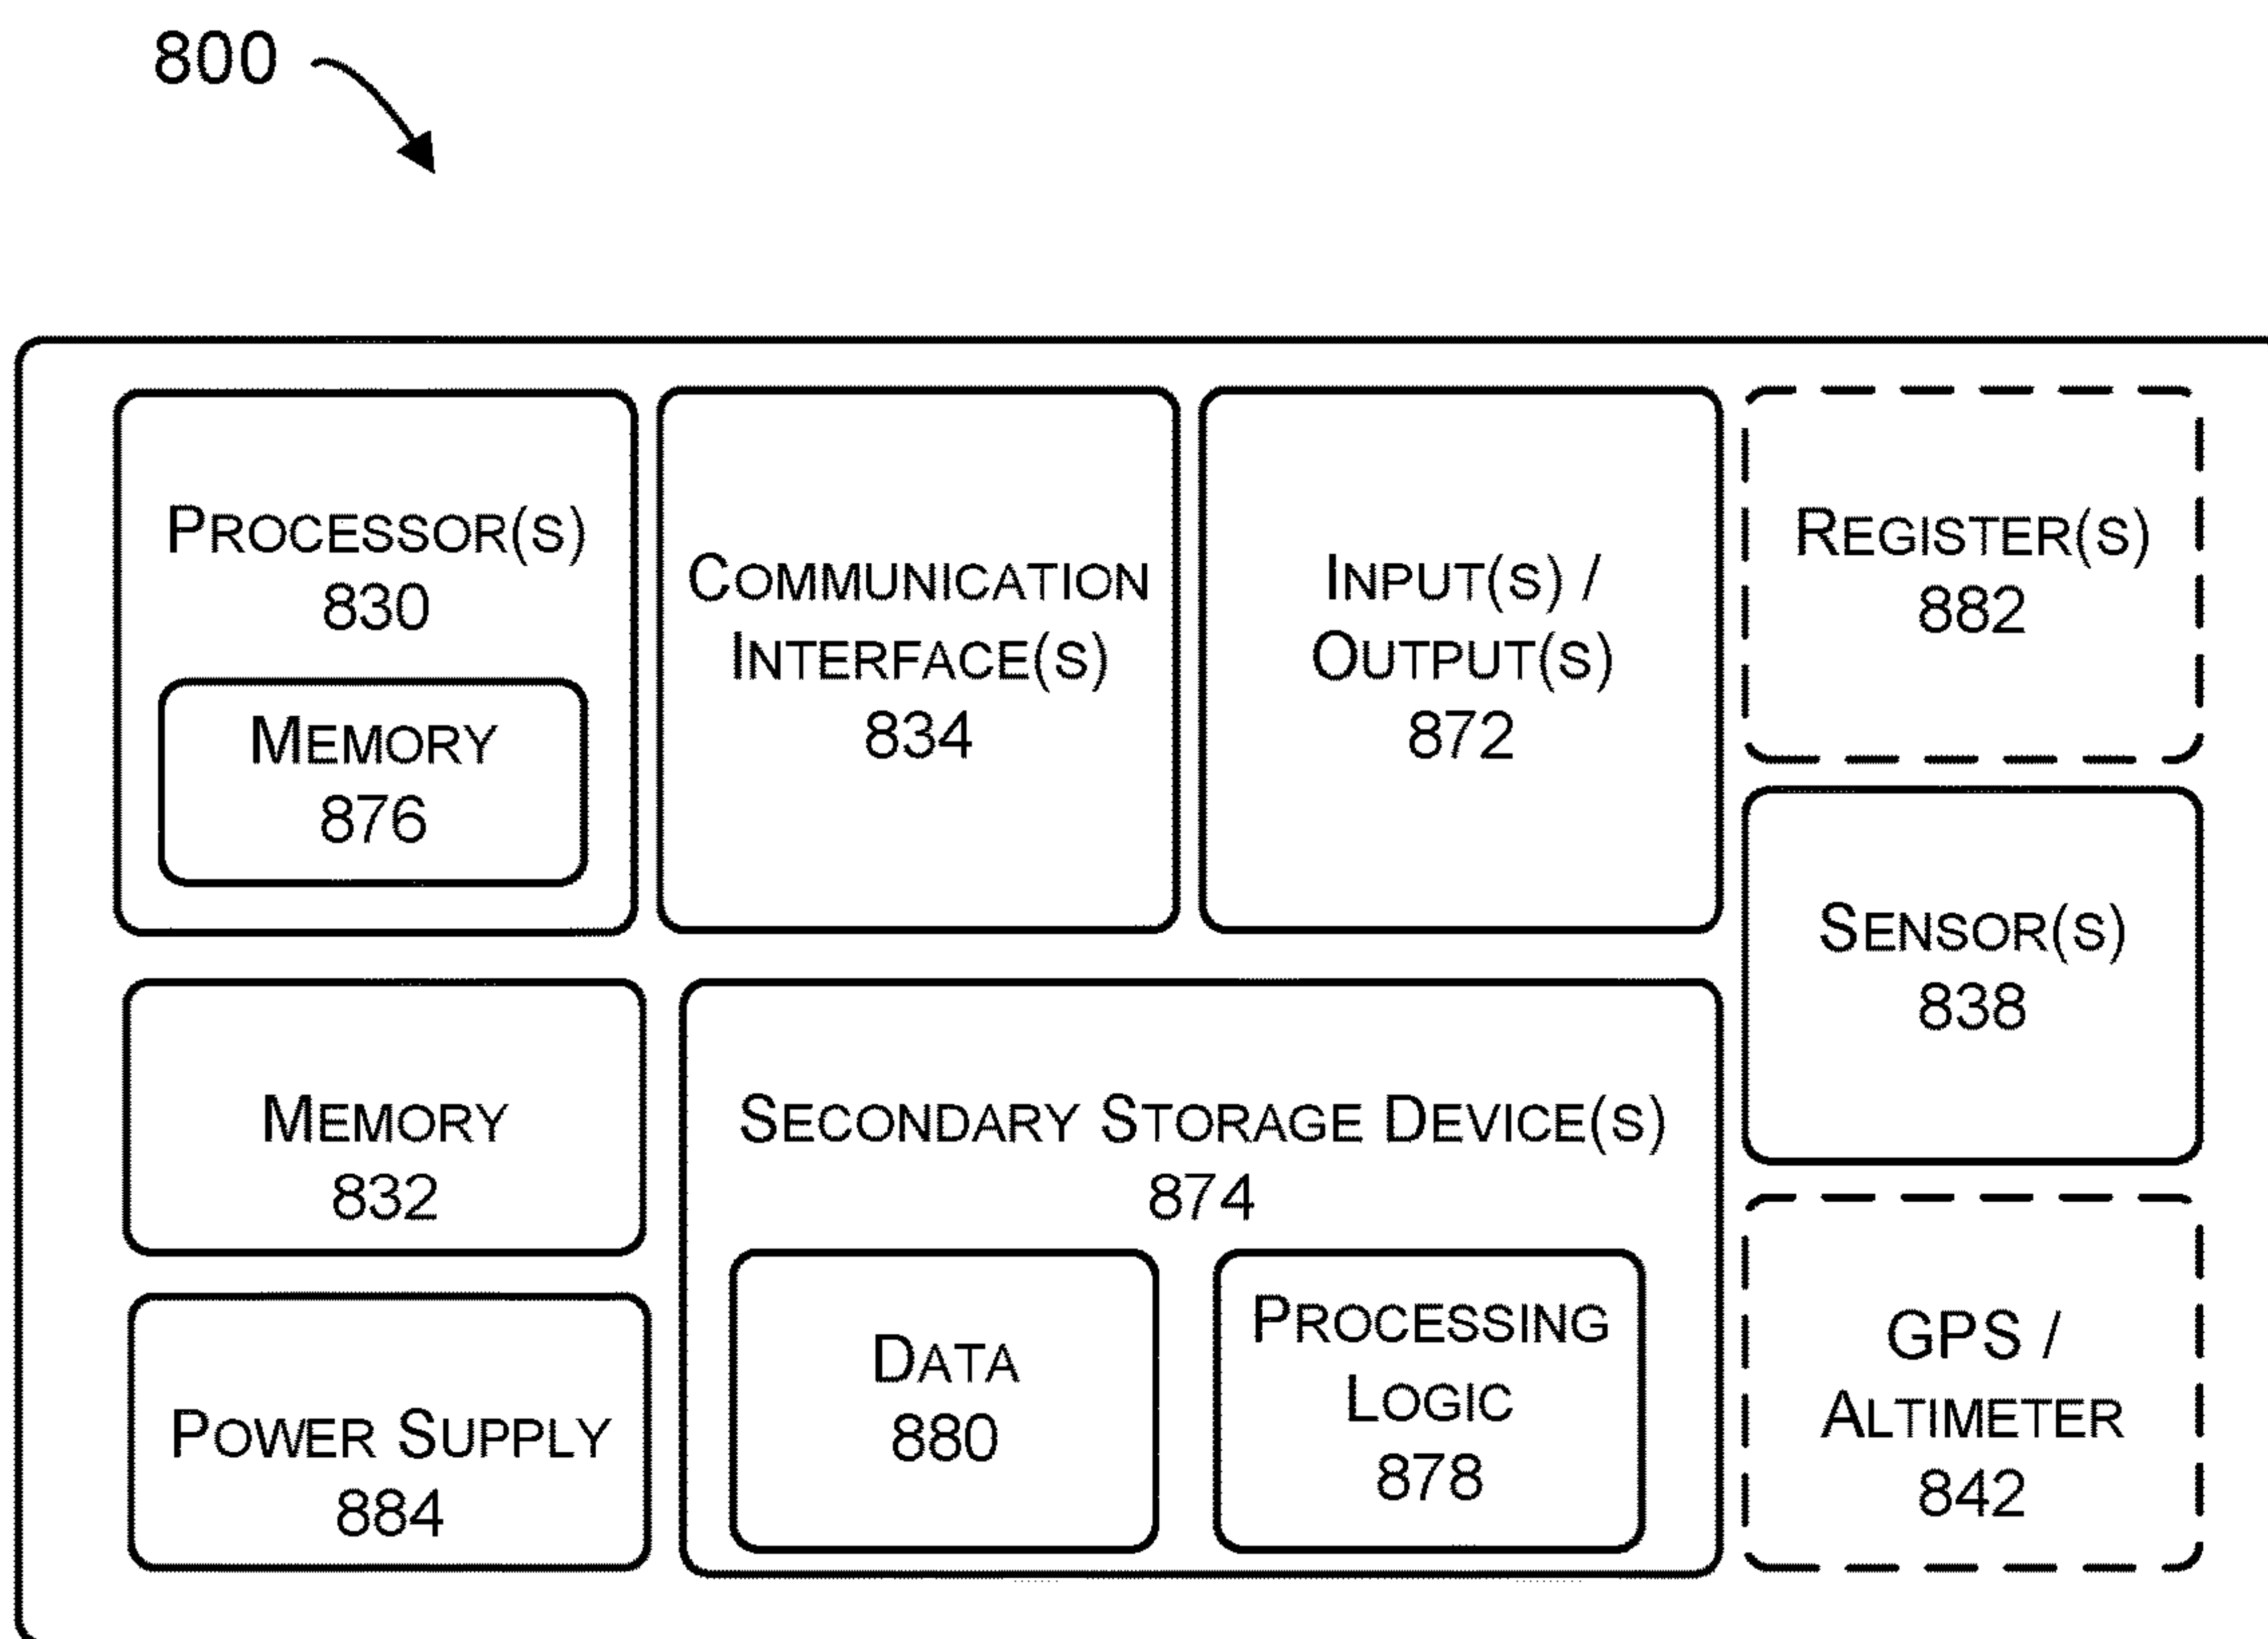 800
PROCESSOR(S)
830
MEMORY
876
COMMUNICATION
INTERFACE(S)
834
INPUT(S) /
OUTPUT(S)
872
REGISTER(S)
882
SENSOR(S)
838
MEMORY
832
SECONDARY STORAGE DEVICE(S)
874
DATA
880
PROCESSING
LOGIC
878
POWER SUPPLY
884
GPS /
ALTIMETER
842